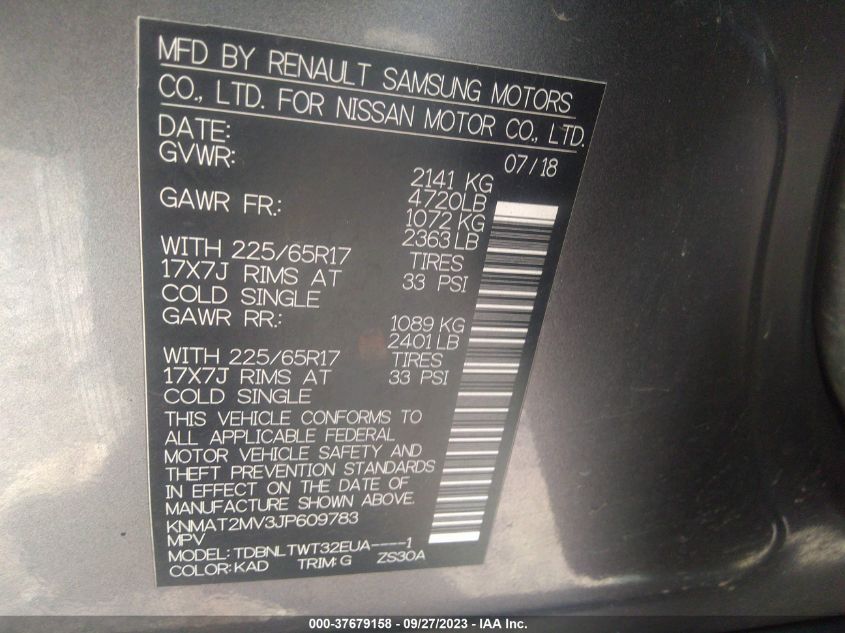 MFD BY RENAULT SAMSUNG MOTORS
CO., LTD. FOR NISSAN MOTOR CO., LTD.
DATE: 07/18
GVWR: 2141 KG
4720LB
GAWR FR.: 1072 KG
2363 LB
WITH 225/65R17 TIRES
17X7J RIMS AT 33 PSI
COLD SINGLE
GAWR RR.: 1089 KG
2401 LB
WITH 225/65R17 TIRES
17X7J RIMS AT 33 PSI
COLD SINGLE
THIS VEHICLE CONFORMS TO
ALL APPLICABLE FEDERAL
MOTOR VEHICLE SAFETY AND
THEFT PREVENTION STANDARDS
IN EFFECT ON THE DATE OF
MANUFACTURE SHOWN ABOVE.
KNMAT2MV3JP609783
MPV
MODEL: TDBNLTWT32EUA----1
COLOR: KAD TRIM: G ZS30A
000-37679158 - 09/27/2023 - IAA Inc.